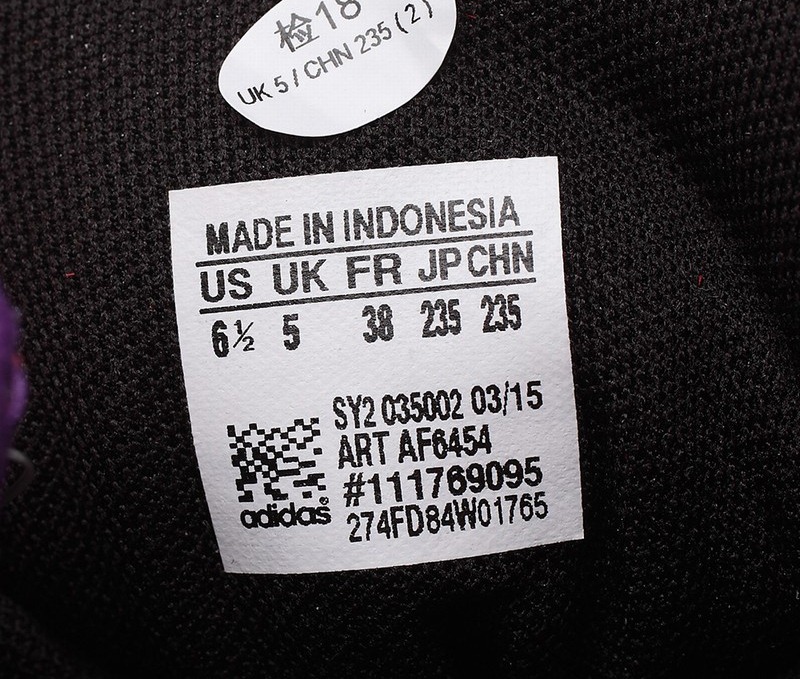 检18
UK 5 / CHN 235 (2)
MADE IN INDONESIA
US UK FR JP CHN
6½ 5 38 235 235
SY2 035002 03/15
ART AF6454
#111769095
adidas®
274FD84W01765